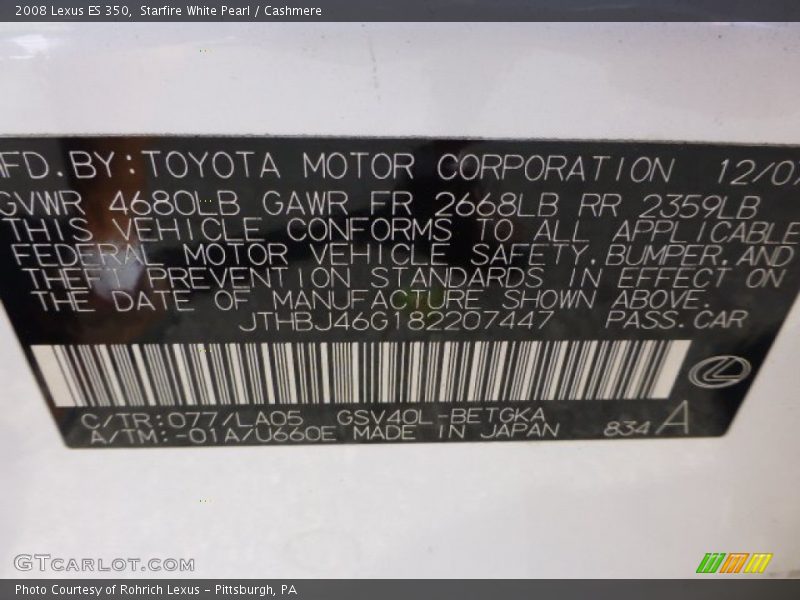 2008 Lexus ES 350, Starfire White Pearl / Cashmere
MFD.BY:TOYOTA MOTOR CORPORATION 12/07
GVWR 4680LB GAWR FR 2668LB RR 2359LB
THIS VEHICLE CONFORMS TO ALL APPLICABLE
FEDERAL MOTOR VEHICLE SAFETY,BUMPER,AND
THEFT PREVENTION STANDARDS IN EFFECT ON
THE DATE OF MANUFACTURE SHOWN ABOVE.
JTHBJ46G182207447 PASS.CAR
C/TR:077/LA05 GSV40L-BETGKA
A/TM:-01A/U660E MADE IN JAPAN 834 A
GTCARLOT.COM
Photo Courtesy of Rohrich Lexus - Pittsburgh, PA